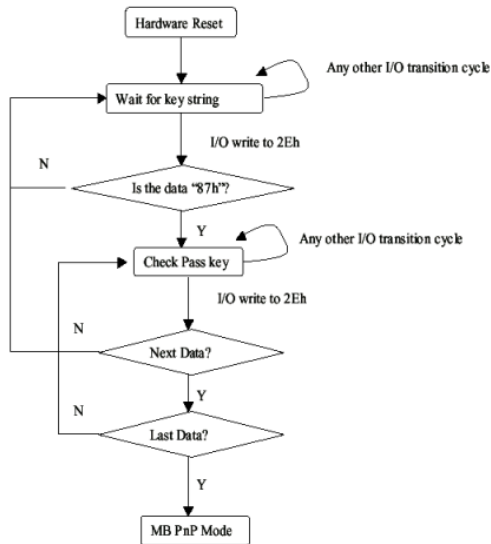 Hardware Reset
Any other I/O transition cycle
Wait for key string
I/O write to 2Eh
N
Is the data “87h”?
Y
Any other I/O transition cycle
Check Pass key
I/O write to 2Eh
N
Next Data?
Y
N
Last Data?
Y
MB PnP Mode